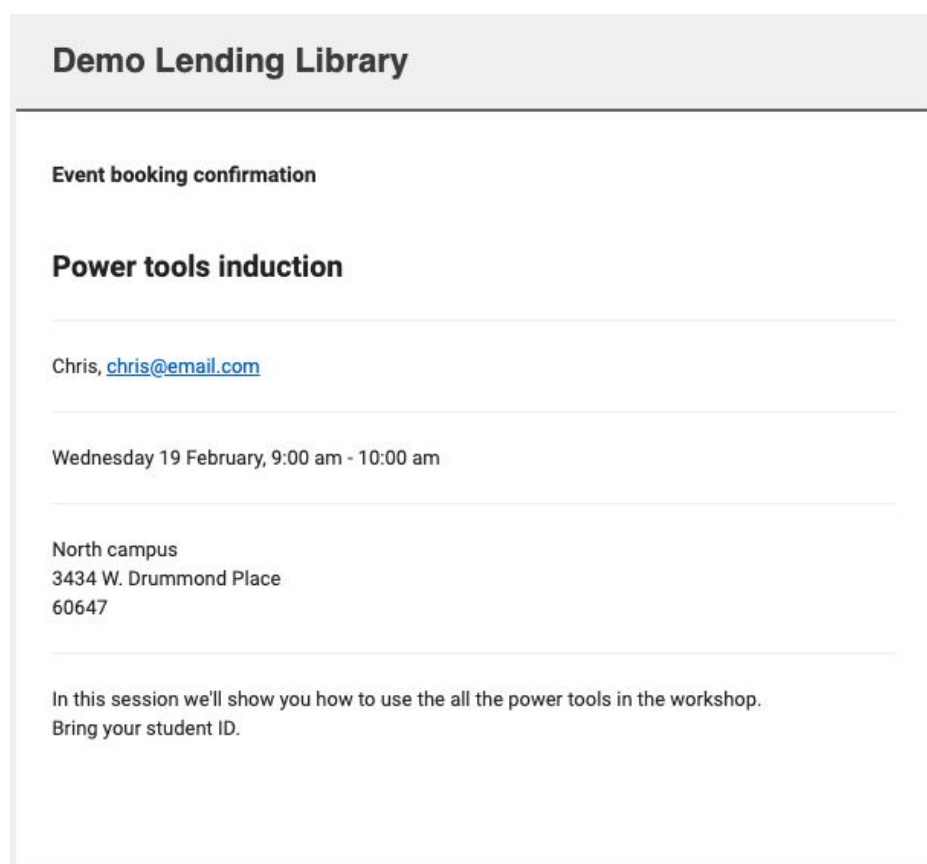 Demo Lending Library
Event booking confirmation
Power tools induction
Chris, chris@email.com
Wednesday 19 February, 9:00 am - 10:00 am
North campus
3434 W. Drummond Place
60647
In this session we'll show you how to use the all the power tools in the workshop.
Bring your student ID.